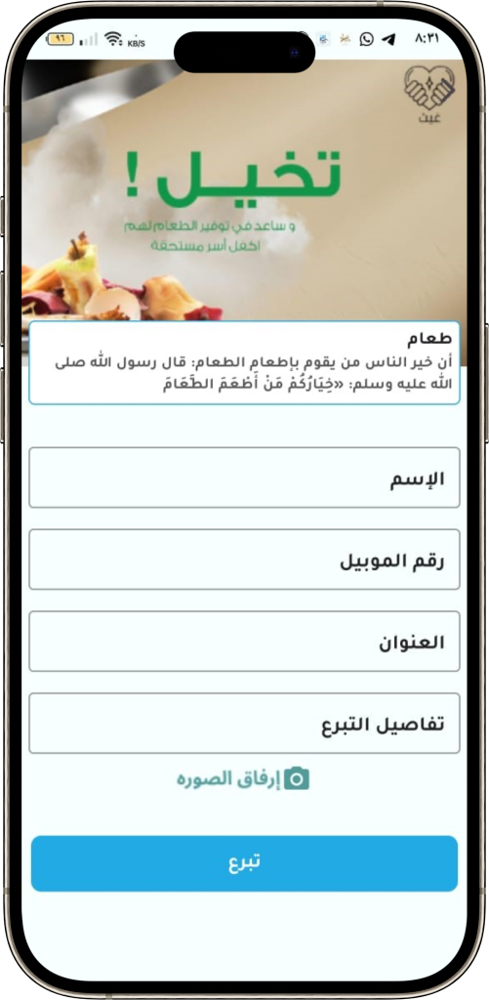 ٨:٣١
KB/S
٩٦
غيث
تخيل !
و ساعد في توفير الطعام لهم
اكفل أسر مستحقة
طعام
أن خير الناس من يقوم بإطعام الطعام: قال رسول الله صلى
الله عليه وسلم: «خِيَارُكُمْ مَنْ أَطْعَمَ الطَّعَامَ
الإسم
رقم الموبيل
العنوان
تفاصيل التبرع
إرفاق الصوره
تبرع